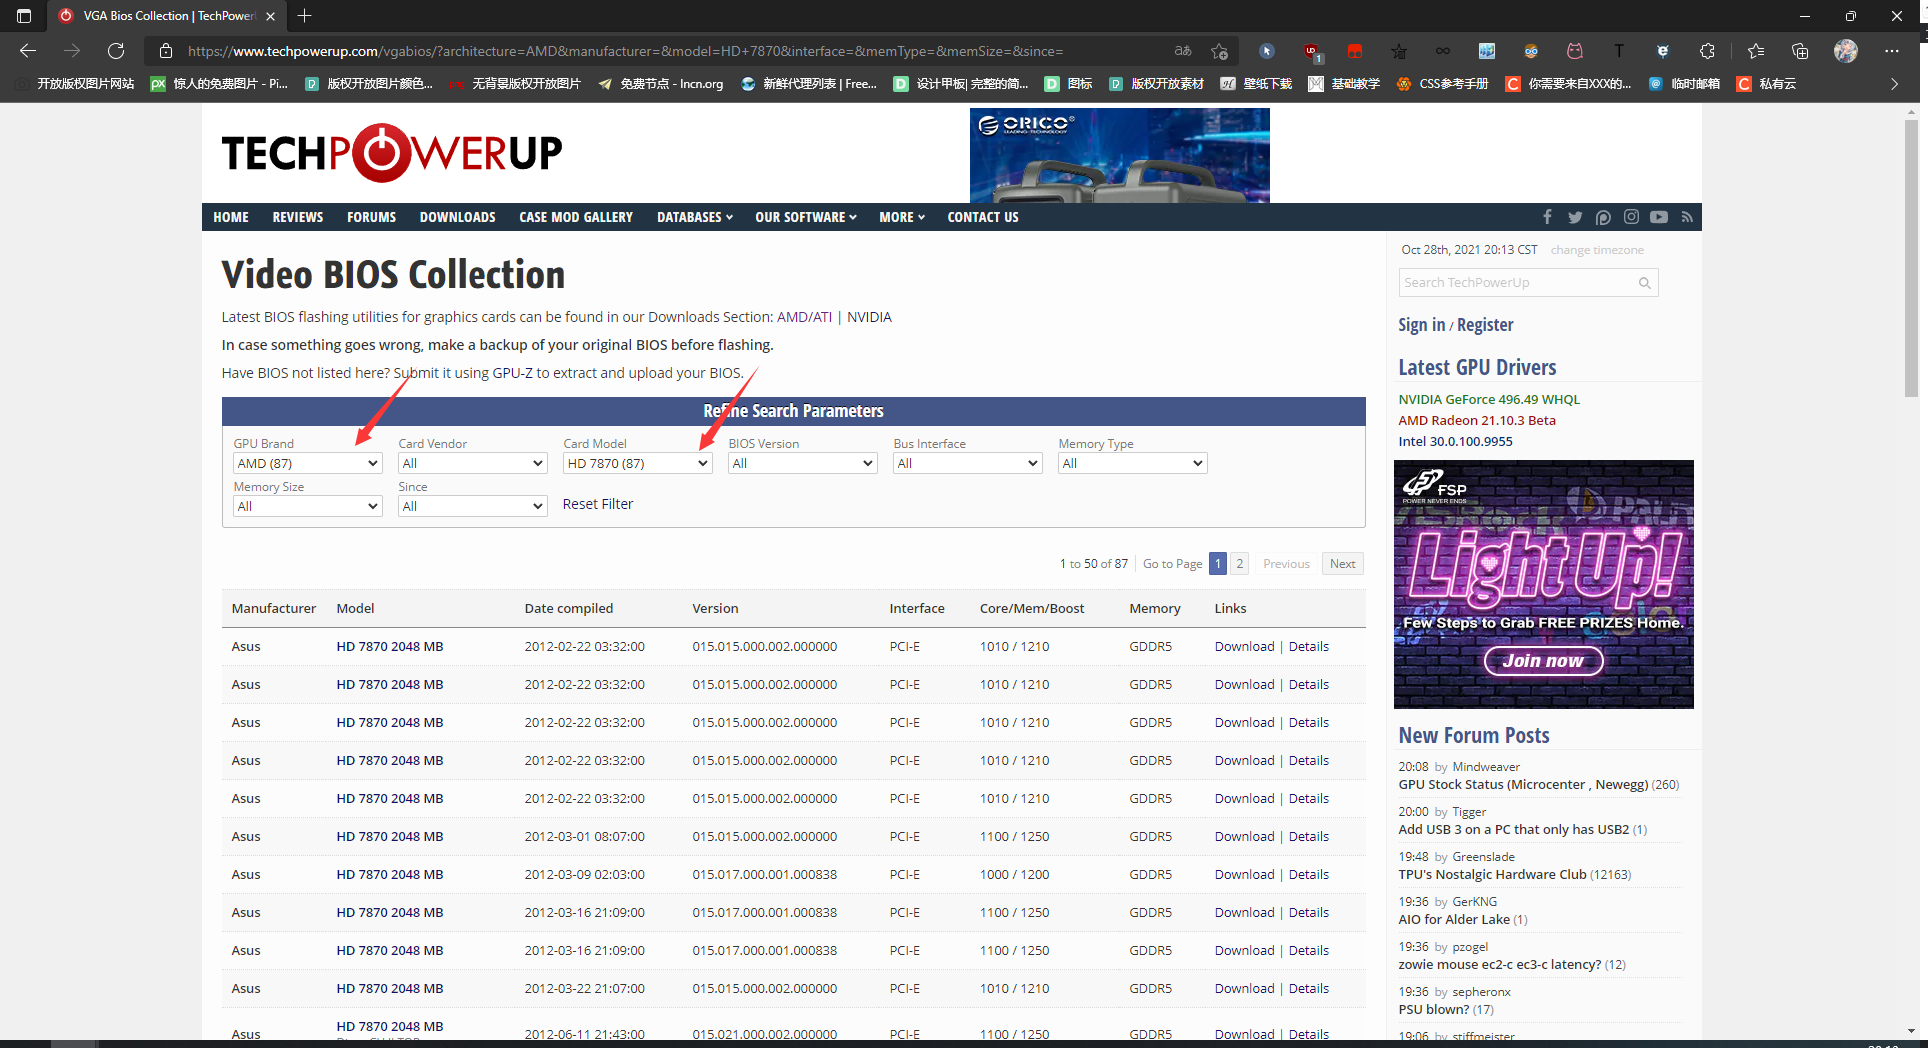 VGA Bios Collection | TechPower
https://www.techpowerup.com/vgabios/?architecture=AMD&manufacturer=&model=HD+7870&interface=&memType=&memSize=&since=
开放版权图片网站 惊人的免费图片 - Pi... 版权开放图片颜色... 无背景版权开放图片 免费节点 - lncn.org 新鲜代理列表 | Free... 设计甲板| 完整的简... 图标 版权开放素材 壁纸下载 基础教学 CSS参考手册 你需要来自XXX的... 临时邮箱 私有云
TECHPOWERUP
ORICO
LEADING TECHNOLOGY
HOME REVIEWS FORUMS DOWNLOADS CASE MOD GALLERY DATABASES OUR SOFTWARE MORE CONTACT US
Video BIOS Collection
Latest BIOS flashing utilities for graphics cards can be found in our Downloads Section: AMD/ATI | NVIDIA
In case something goes wrong, make a backup of your original BIOS before flashing.
Have BIOS not listed here? Submit it using GPU-Z to extract and upload your BIOS.
Refine Search Parameters
GPU Brand Card Vendor Card Model BIOS Version Bus Interface Memory Type
AMD (87) All HD 7870 (87) All All All
Memory Size Since
All All Reset Filter
1 to 50 of 87 Go to Page 1 2 Previous Next
Manufacturer Model Date compiled Version Interface Core/Mem/Boost Memory Links
Asus HD 7870 2048 MB 2012-02-22 03:32:00 015.015.000.002.000000 PCI-E 1010 / 1210 GDDR5 Download | Details
Asus HD 7870 2048 MB 2012-02-22 03:32:00 015.015.000.002.000000 PCI-E 1010 / 1210 GDDR5 Download | Details
Asus HD 7870 2048 MB 2012-02-22 03:32:00 015.015.000.002.000000 PCI-E 1010 / 1210 GDDR5 Download | Details
Asus HD 7870 2048 MB 2012-02-22 03:32:00 015.015.000.002.000000 PCI-E 1010 / 1210 GDDR5 Download | Details
Asus HD 7870 2048 MB 2012-02-22 03:32:00 015.015.000.002.000000 PCI-E 1010 / 1210 GDDR5 Download | Details
Asus HD 7870 2048 MB 2012-03-01 08:07:00 015.015.000.002.000000 PCI-E 1100 / 1250 GDDR5 Download | Details
Asus HD 7870 2048 MB 2012-03-09 02:03:00 015.017.000.001.000838 PCI-E 1000 / 1200 GDDR5 Download | Details
Asus HD 7870 2048 MB 2012-03-16 21:09:00 015.017.000.001.000838 PCI-E 1100 / 1250 GDDR5 Download | Details
Asus HD 7870 2048 MB 2012-03-16 21:09:00 015.017.000.001.000838 PCI-E 1100 / 1250 GDDR5 Download | Details
Asus HD 7870 2048 MB 2012-03-22 21:07:00 015.015.000.002.000000 PCI-E 1010 / 1210 GDDR5 Download | Details
Asus HD 7870 2048 MB 2012-06-11 21:43:00 015.021.000.002.000000 PCI-E 1100 / 1250 GDDR5 Download | Details
Oct 28th, 2021 20:13 CST change timezone
Search TechPowerUp
Sign in / Register
Latest GPU Drivers
NVIDIA GeForce 496.49 WHQL
AMD Radeon 21.10.3 Beta
Intel 30.0.100.9955
FSP
POWER NEVER ENDS
Light Up!
Few Steps to Grab FREE PRIZES Home.
Join now
New Forum Posts
20:08 by Mindweaver
GPU Stock Status (Microcenter , Newegg) (260)
20:00 by Tigger
Add USB 3 on a PC that only has USB2 (1)
19:48 by Greenslade
TPU's Nostalgic Hardware Club (12163)
19:36 by GerKNG
AIO for Alder Lake (1)
19:36 by pzogel
zowie mouse ec2-c ec3-c latency? (12)
19:36 by sepheronx
PSU blown? (17)
19:06 by stiffmeister